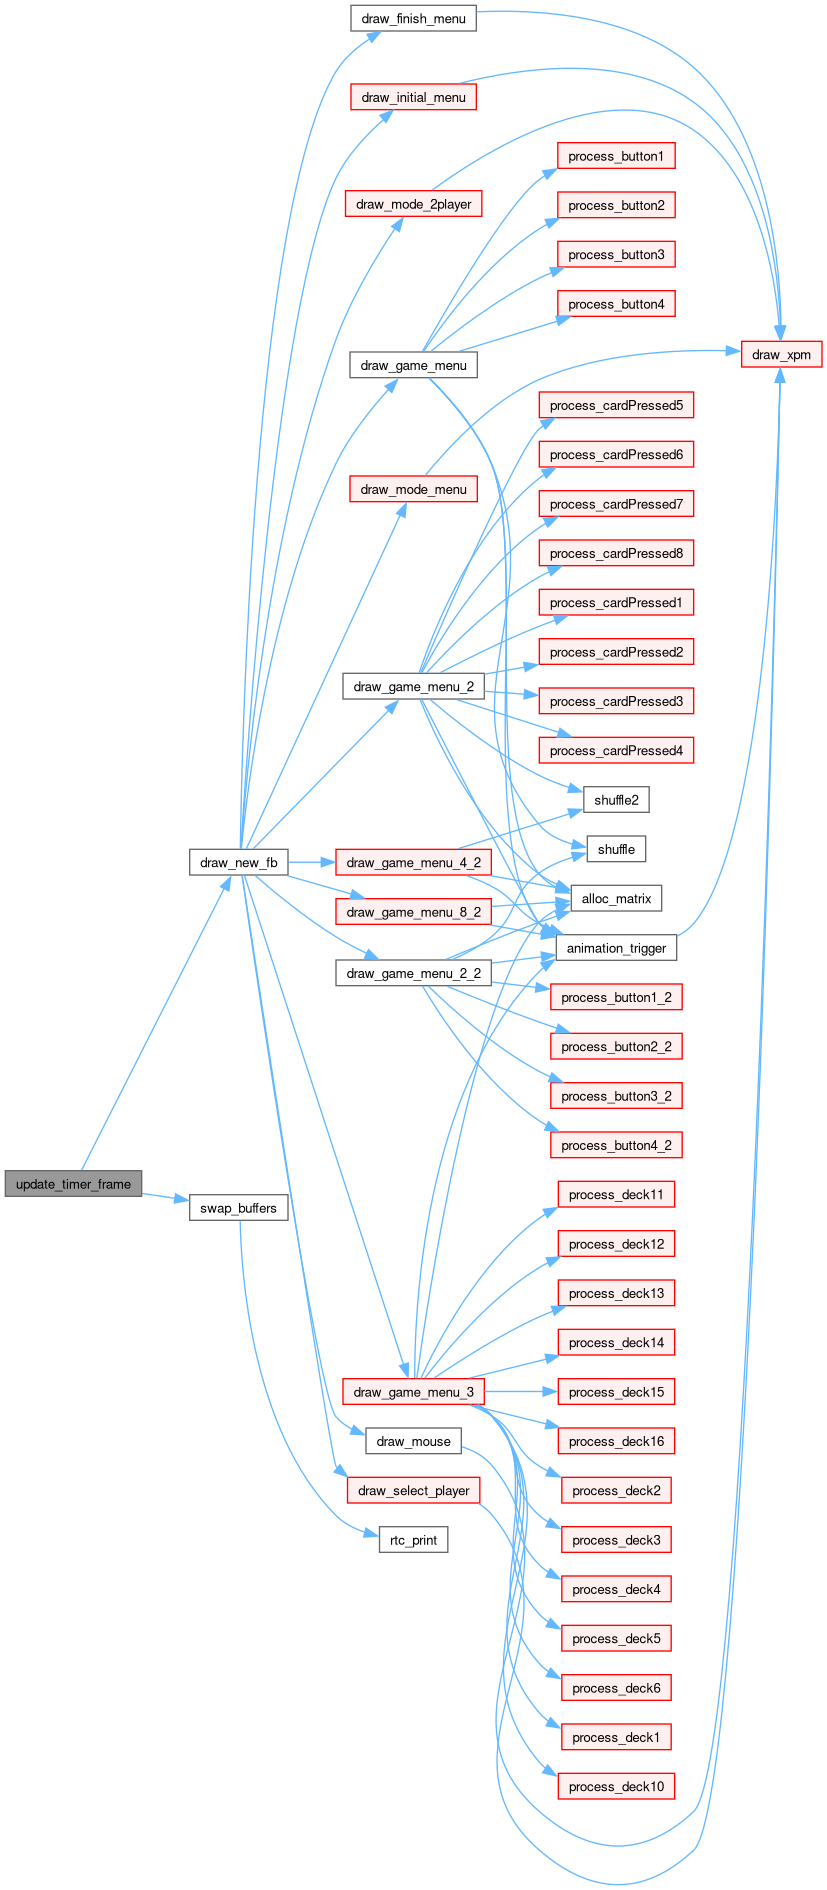 draw_finish_menu
draw_initial_menu
process_button1
draw_mode_2player
process_button2
process_button3
process_button4
draw_xpm
draw_game_menu
process_cardPressed5
process_cardPressed6
draw_mode_menu
process_cardPressed7
process_cardPressed8
process_cardPressed1
process_cardPressed2
draw_game_menu_2
process_cardPressed3
process_cardPressed4
shuffle2
shuffle
draw_new_fb
draw_game_menu_4_2
alloc_matrix
draw_game_menu_8_2
animation_trigger
draw_game_menu_2_2
process_button1_2
process_button2_2
process_button3_2
process_button4_2
update_timer_frame
process_deck11
swap_buffers
process_deck12
process_deck13
process_deck14
draw_game_menu_3
process_deck15
draw_mouse
process_deck16
draw_select_player
process_deck2
rtc_print
process_deck3
process_deck4
process_deck5
process_deck6
process_deck1
process_deck10